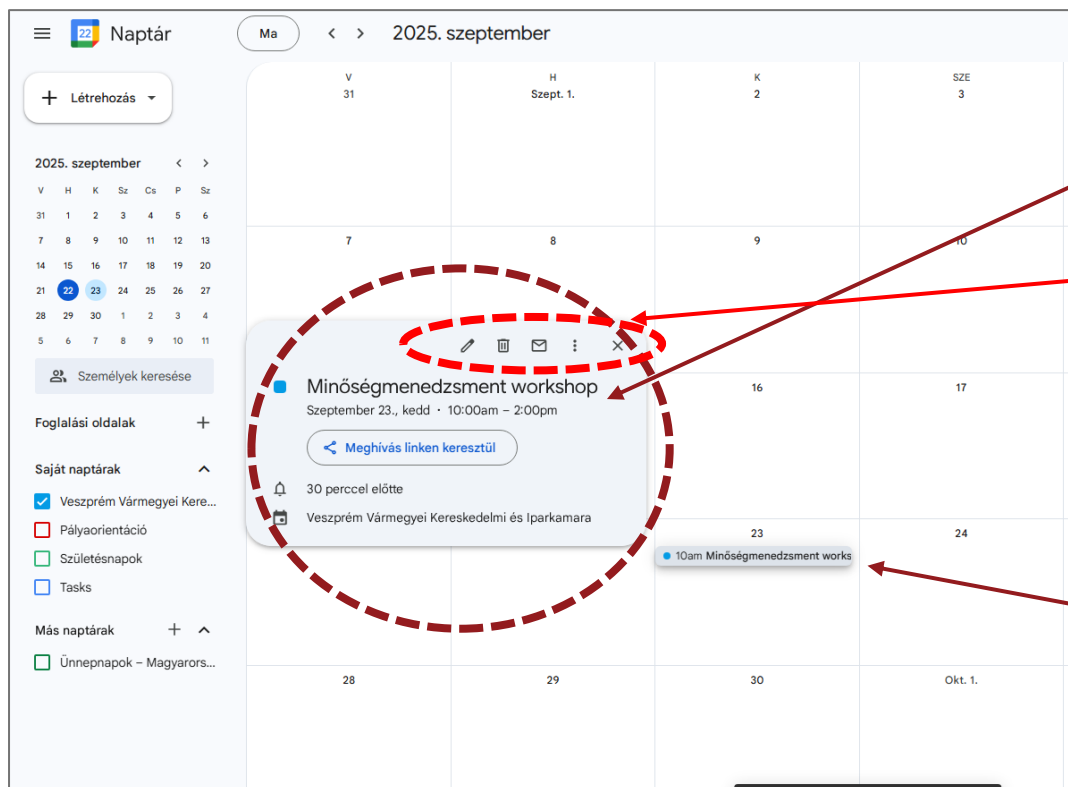 22 Naptár Ma 2025. szeptember
Létrehozás
V H K SZE
31 Szept. 1. 2 3
2025. szeptember
V H K Sz Cs P Sz
31 1 2 3 4 5 6
7 8 9 10 11 12 13
14 15 16 17 18 19 20
21 22 23 24 25 26 27
28 29 30 1 2 3 4
5 6 7 8 9 10 11
Személyek keresése
Foglalási oldalak
Saját naptárak
Veszprém Vármegyei Kere...
Pályaorientáció
Születésnapok
Tasks
Más naptárak
Ünnepnapok – Magyarors...
7 8 9 10
Minőségmenedzsment workshop
Szeptember 23., kedd • 10:00am – 2:00pm
Meghívás linken keresztül
30 perccel előtte
Veszprém Vármegyei Kereskedelmi és Iparkamara
16 17
23 24
10am Minőségmenedzsment works
28 29 30 Okt. 1.